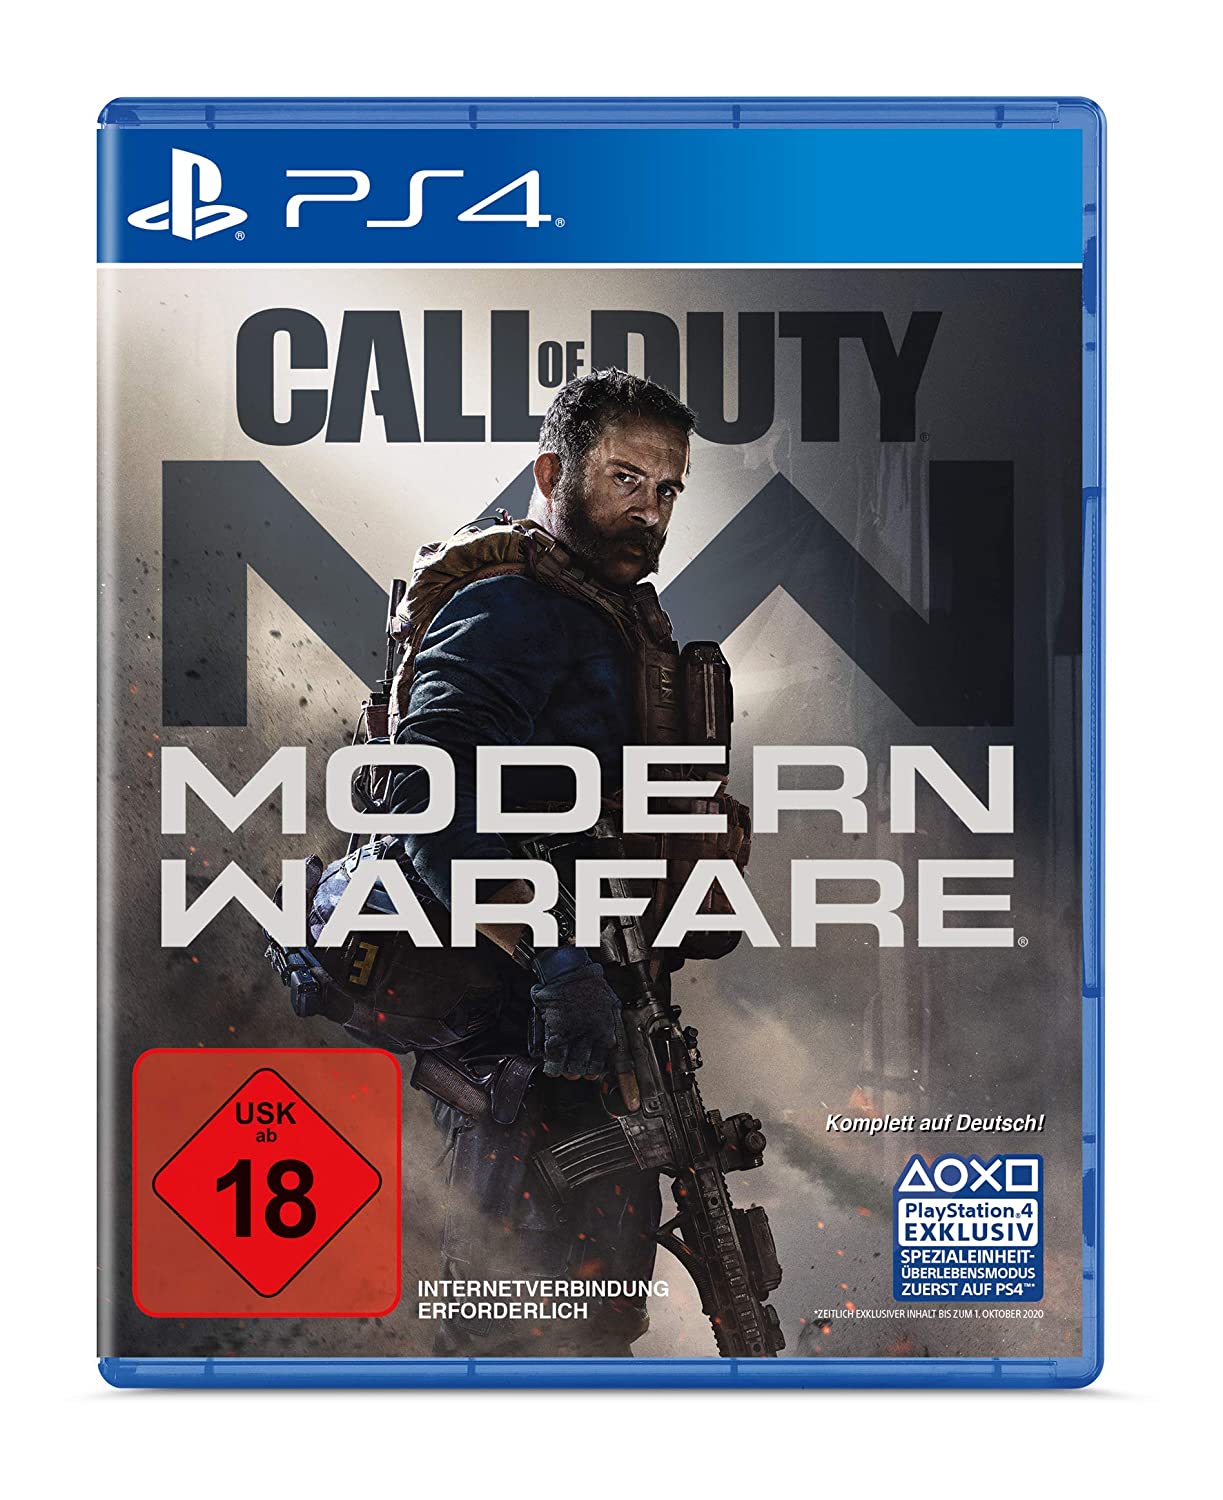 PS4
CALL OF DUTY
MW
MODERN
WARFARE
USK
ab
18
Komplett auf Deutsch!
PlayStation®4
EXKLUSIV
SPEZIALEINHEIT-
ÜBERLEBENSMODUS
ZUERST AUF PS4™*
INTERNETVERBINDUNG
ERFORDERLICH
*ZEITLICH EXKLUSIVER INHALT BIS ZUM 1. OKTOBER 2020